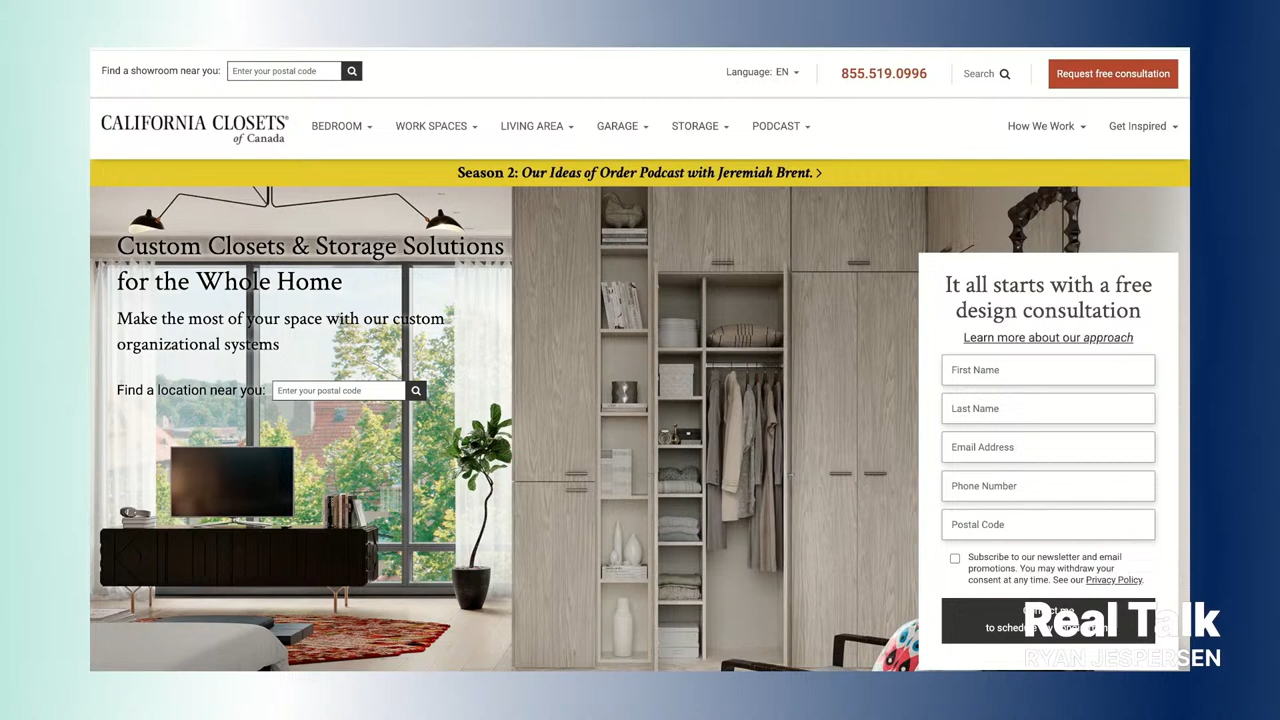 Find a showroom near you: Enter your postal code
Language: EN
855.519.0996
Search
Request free consultation
CALIFORNIA CLOSETS®
of Canada
BEDROOM
WORK SPACES
LIVING AREA
GARAGE
STORAGE
PODCAST
How We Work
Get Inspired
Season 2: Our Ideas of Order Podcast with Jeremiah Brent.
Custom Closets & Storage Solutions
for the Whole Home
Make the most of your space with our custom
organizational systems
Find a location near you: Enter your postal code
It all starts with a free
design consultation
Learn more about our approach
First Name
Last Name
Email Address
Phone Number
Postal Code
Subscribe to our newsletter and email
promotions. You may withdraw your
consent at any time. See our Privacy Policy.
to
Real Talk
RYAN JESPERSEN